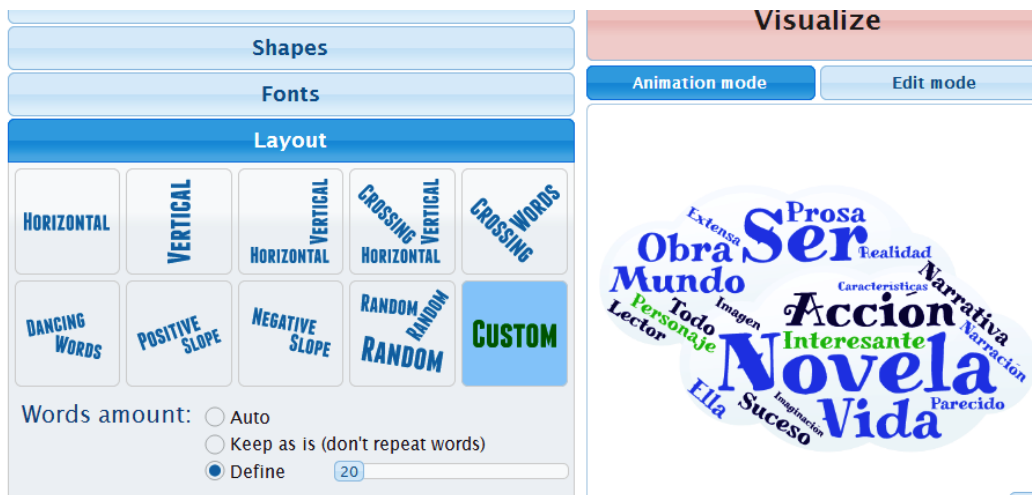 Visualize
Shapes
Fonts
Layout
Animation mode
Edit mode
HORIZONTAL
VERTICAL
VERTICAL
HORIZONTAL
CROSSING
VERTICAL
HORIZONTAL
CROSSING
WORDS
DANCING
WORDS
POSITIVE
SLOPE
NEGATIVE
SLOPE
RANDOM
RANDOM
RANDOM
CUSTOM
Words amount:
Auto
Keep as is (don't repeat words)
Define
20
Extensa
Ser
Prosa
Obra
Realidad
Mundo
Características
Narrativa
Personaje
Todo
Imagen
Acción
Lector
Interesante
Narración
Novela
Ella
Suceso
Imaginación
Vida
Parecido